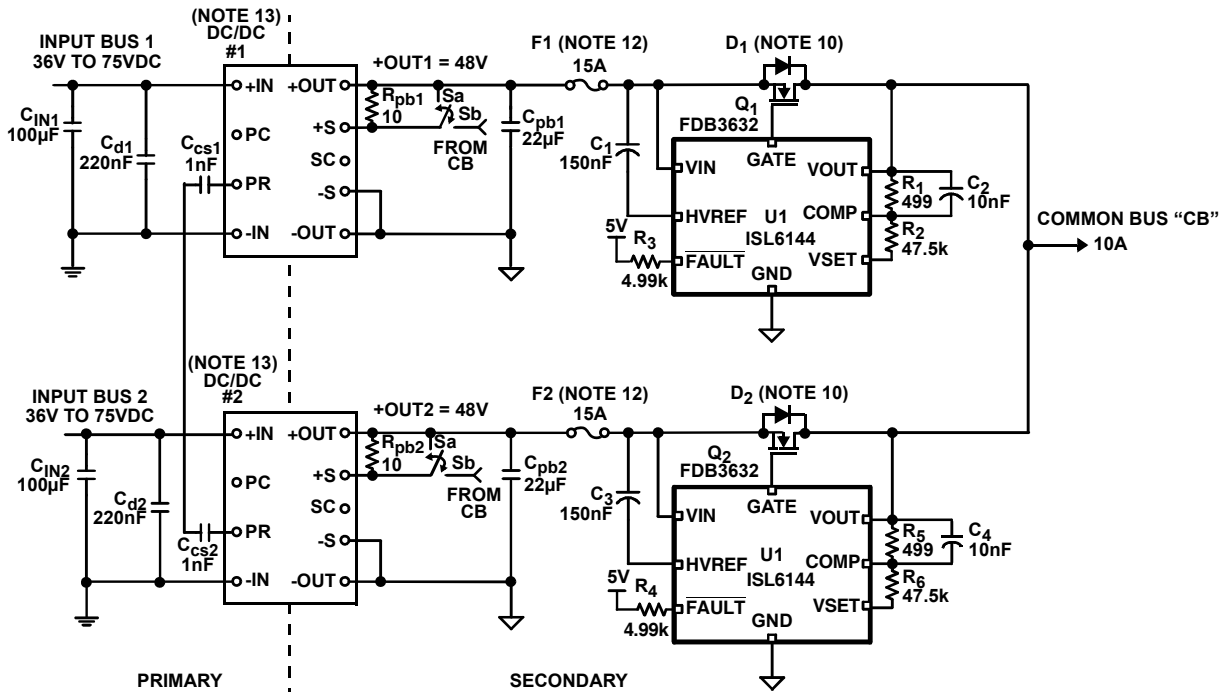 (NOTE 13)
DC/DC
#1
INPUT BUS 1
36V TO 75VDC
CIN1
100µF
Cd1
220nF
Ccs1
1nF
+IN
PC
PR
-IN
+OUT
+S
SC
-S
-OUT
+OUT1 = 48V
Rpb1
10
Sa
Sb
FROM
CB
Cpb1
22µF
F1 (NOTE 12)
15A
D1 (NOTE 10)
Q1
FDB3632
C1
150nF
GATE
VIN
VOUT
HVREF
U1
ISL6144
COMP
FAULT
VSET
GND
5V
R3
4.99k
R1
499
C2
10nF
R2
47.5k
COMMON BUS “CB”
10A
(NOTE 13)
DC/DC
#2
INPUT BUS 2
36V TO 75VDC
CIN2
100µF
Cd2
220nF
Ccs2
1nF
+IN
PC
PR
-IN
+OUT
+S
SC
-S
-OUT
+OUT2 = 48V
Rpb2
10
Sa
Sb
FROM
CB
Cpb2
22µF
F2 (NOTE 12)
15A
D2 (NOTE 10)
Q2
FDB3632
C3
150nF
GATE
VIN
VOUT
HVREF
U1
ISL6144
COMP
FAULT
VSET
GND
5V
R4
4.99k
R5
499
C4
10nF
R6
47.5k
PRIMARY
SECONDARY